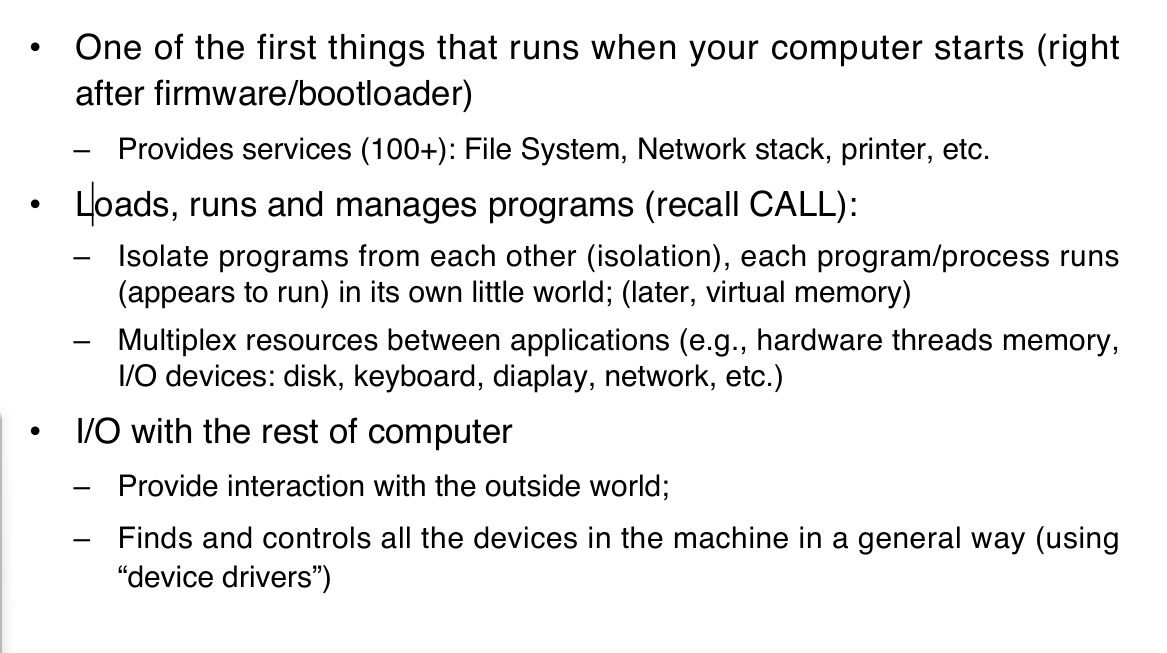 • One of the first things that runs when your computer starts (right
after firmware/bootloader)
– Provides services (100+): File System, Network stack, printer, etc.
• Loads, runs and manages programs (recall CALL):
– Isolate programs from each other (isolation), each program/process runs
(appears to run) in its own little world; (later, virtual memory)
– Multiplex resources between applications (e.g., hardware threads memory,
I/O devices: disk, keyboard, diaplay, network, etc.)
• I/O with the rest of computer
– Provide interaction with the outside world;
– Finds and controls all the devices in the machine in a general way (using
“device drivers”)